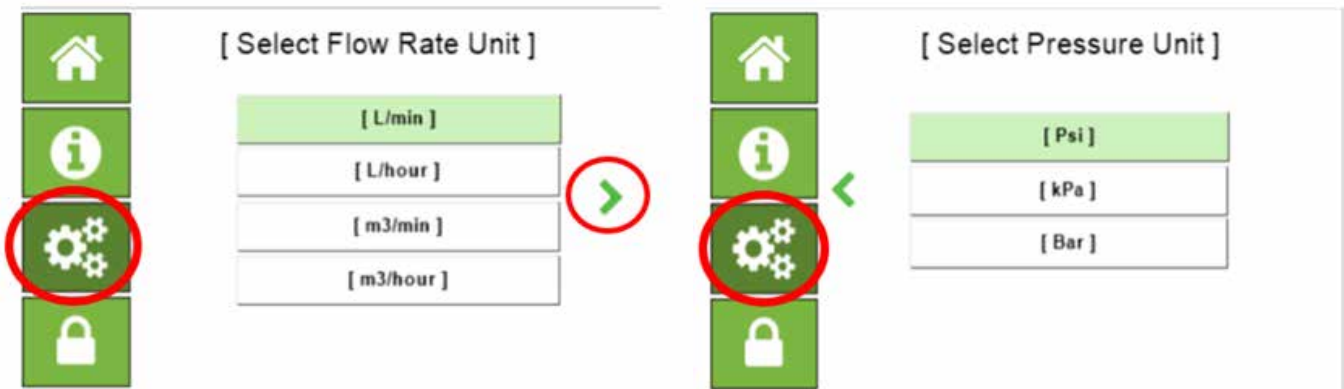 [ Select Flow Rate Unit ]
[ L/min ]
[ L/hour ]
[ m3/min ]
[ m3/hour ]
[ Select Pressure Unit ]
[ Psi ]
[ kPa ]
[ Bar ]